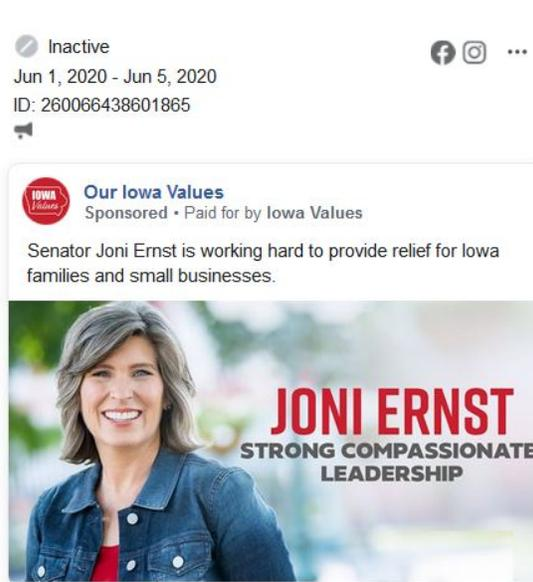 Inactive
Jun 1, 2020 - Jun 5, 2020
ID: 260066438601865
IOWA
Values
Our Iowa Values
Sponsored • Paid for by Iowa Values
Senator Joni Ernst is working hard to provide relief for Iowa
families and small businesses.
JONI ERNST
STRONG COMPASSIONATE
LEADERSHIP